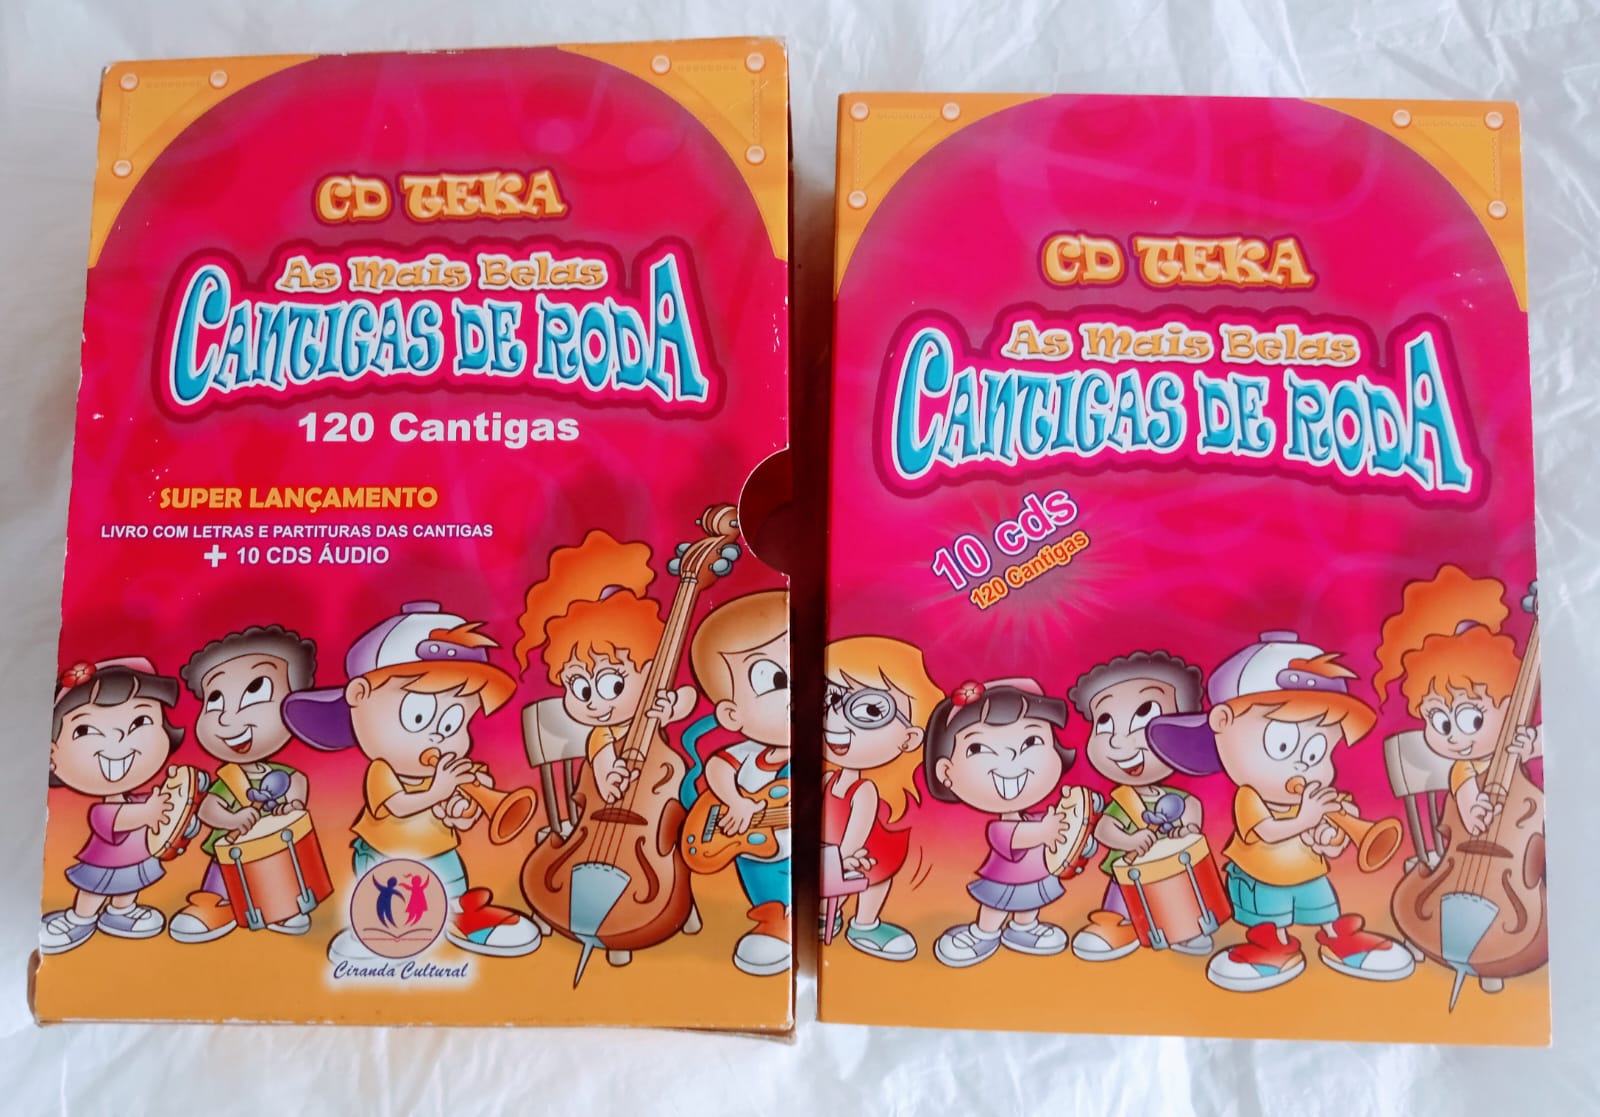 CD TEKA
As Mais Belas
CANTIGAS DE RODA
120 Cantigas
SUPER LANÇAMENTO
LIVRO COM LETRAS E PARTITURAS DAS CANTIGAS
+ 10 CDS ÁUDIO
Ciranda Cultural
CD TEKA
As Mais Belas
CANTIGAS DE RODA
10 cds
120 Cantigas